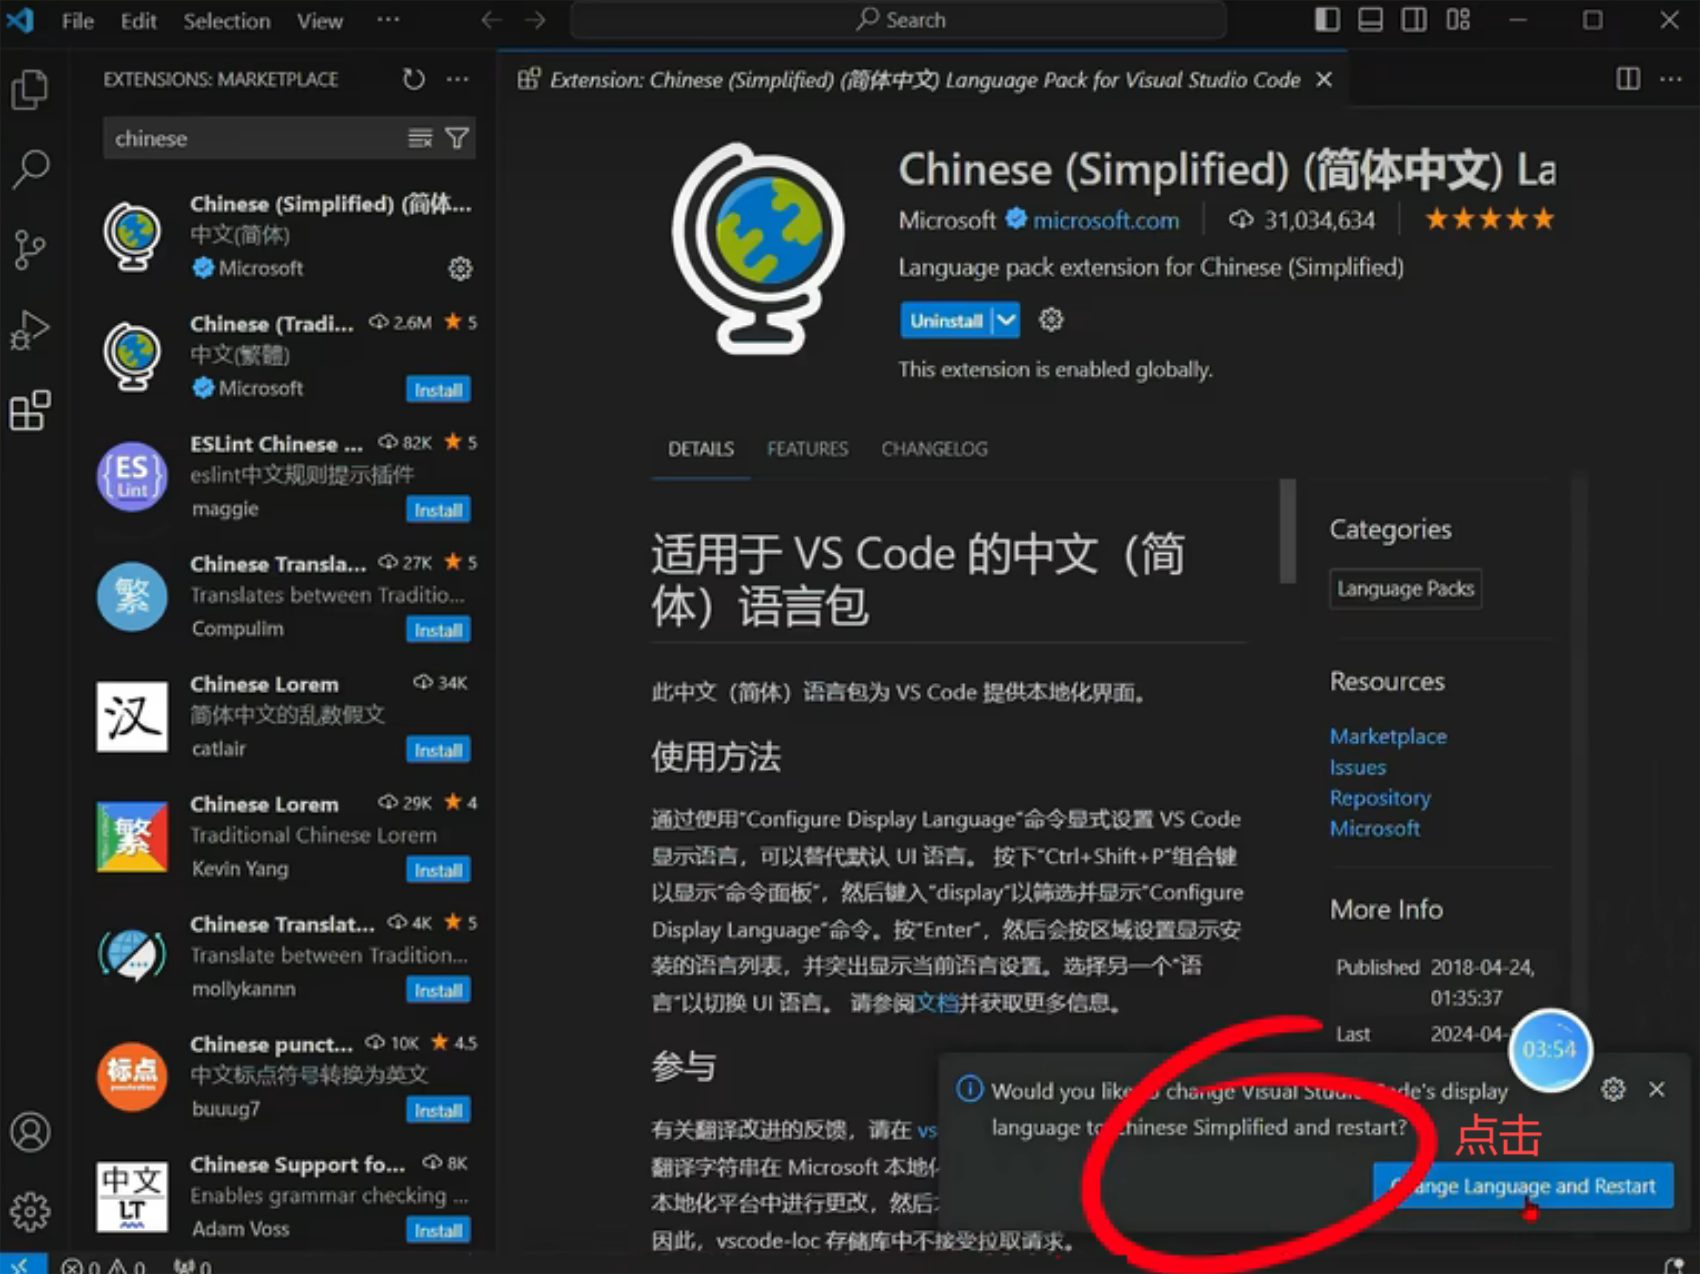 File Edit Selection View ···
Search
EXTENSIONS: MARKETPLACE
chinese
Chinese (Simplified) (简体...
中文(简体)
Microsoft
Chinese (Tradi... 2.6M ★ 5
中文(繁體)
Microsoft Install
ESLint Chinese ... 82K ★ 5
eslint中文规则提示插件
maggie Install
{ES}
Lint
Chinese Transla... 27K ★ 5
Translates between Traditio...
Compulim Install
繁
Chinese Lorem 34K
简体中文的乱数假文
catlair Install
汉
Chinese Lorem 29K ★ 4
Traditional Chinese Lorem
Kevin Yang Install
繁
Chinese Translat... 4K ★ 5
Translate between Tradition...
mollykannn Install
Chinese punct... 10K ★ 4.5
中文标点符号转换为英文
buuug7 Install
标点
Chinese Support fo... 8K
Enables grammar checking ...
Adam Voss Install
中文
LT
Extension: Chinese (Simplified) (简体中文) Language Pack for Visual Studio Code
Chinese (Simplified) (简体中文) La
Microsoft microsoft.com 31,034,634 ★★★★★
Language pack extension for Chinese (Simplified)
Uninstall
This extension is enabled globally.
DETAILS FEATURES CHANGELOG
适用于 VS Code 的中文（简
体）语言包
此中文（简体）语言包为 VS Code 提供本地化界面。
使用方法
通过使用“Configure Display Language”命令显式设置 VS Code
显示语言，可以替代默认 UI 语言。 按下“Ctrl+Shift+P”组合键
以显示“命令面板”，然后键入“display”以筛选并显示“Configure
Display Language”命令。按“Enter”，然后会按区域设置显示安
装的语言列表，并突出显示当前语言设置。选择另一个“语
言”以切换 UI 语言。 请参阅文档并获取更多信息。
参与
有关翻译改进的反馈，请在 vs
翻译字符串在 Microsoft 本地化
本地化平台中进行更改，然后
因此，vscode-loc 存储库中不接受拉取请求。
Categories
Language Packs
Resources
Marketplace
Issues
Repository
Microsoft
More Info
Published 2018-04-24,
01:35:37
Last 2024-04-
03:54
Would you like to change Visual Studio Code's display
language to Chinese Simplified and restart?
点击
Change Language and Restart
0 0 0